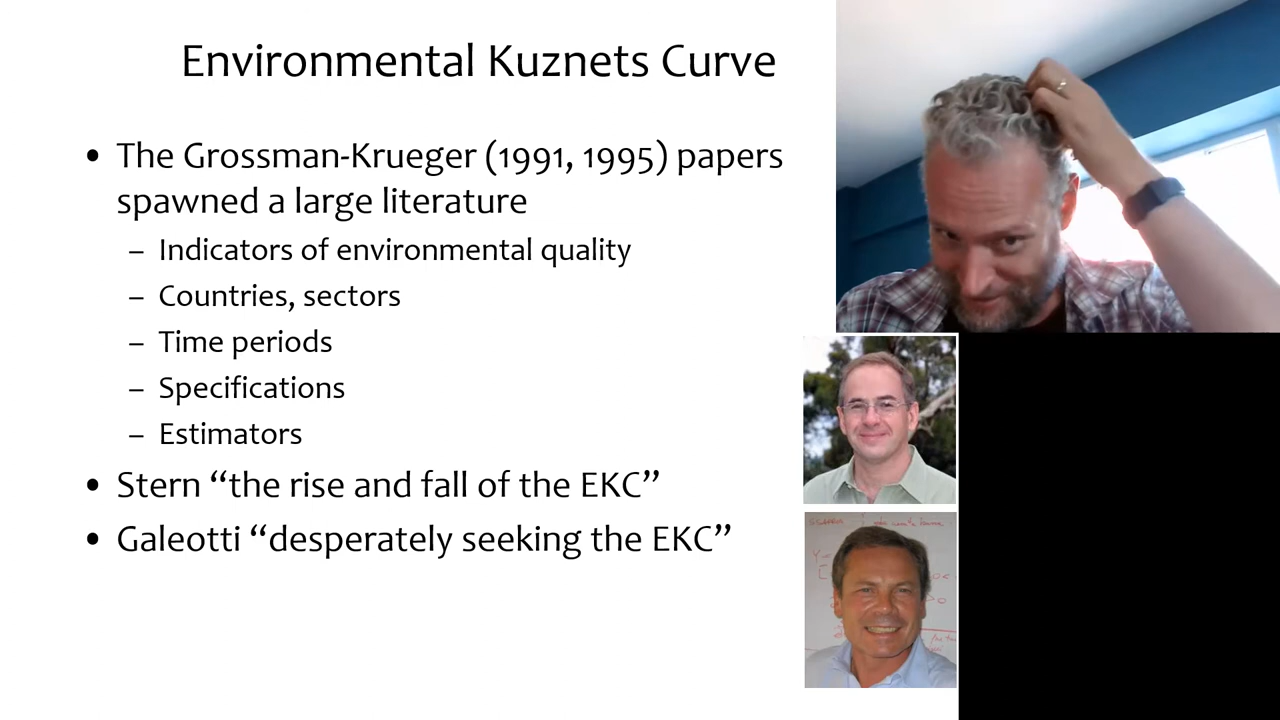 Environmental Kuznets Curve
• The Grossman-Krueger (1991, 1995) papers
spawned a large literature
– Indicators of environmental quality
– Countries, sectors
– Time periods
– Specifications
– Estimators
• Stern “the rise and fall of the EKC”
• Galeotti “desperately seeking the EKC”